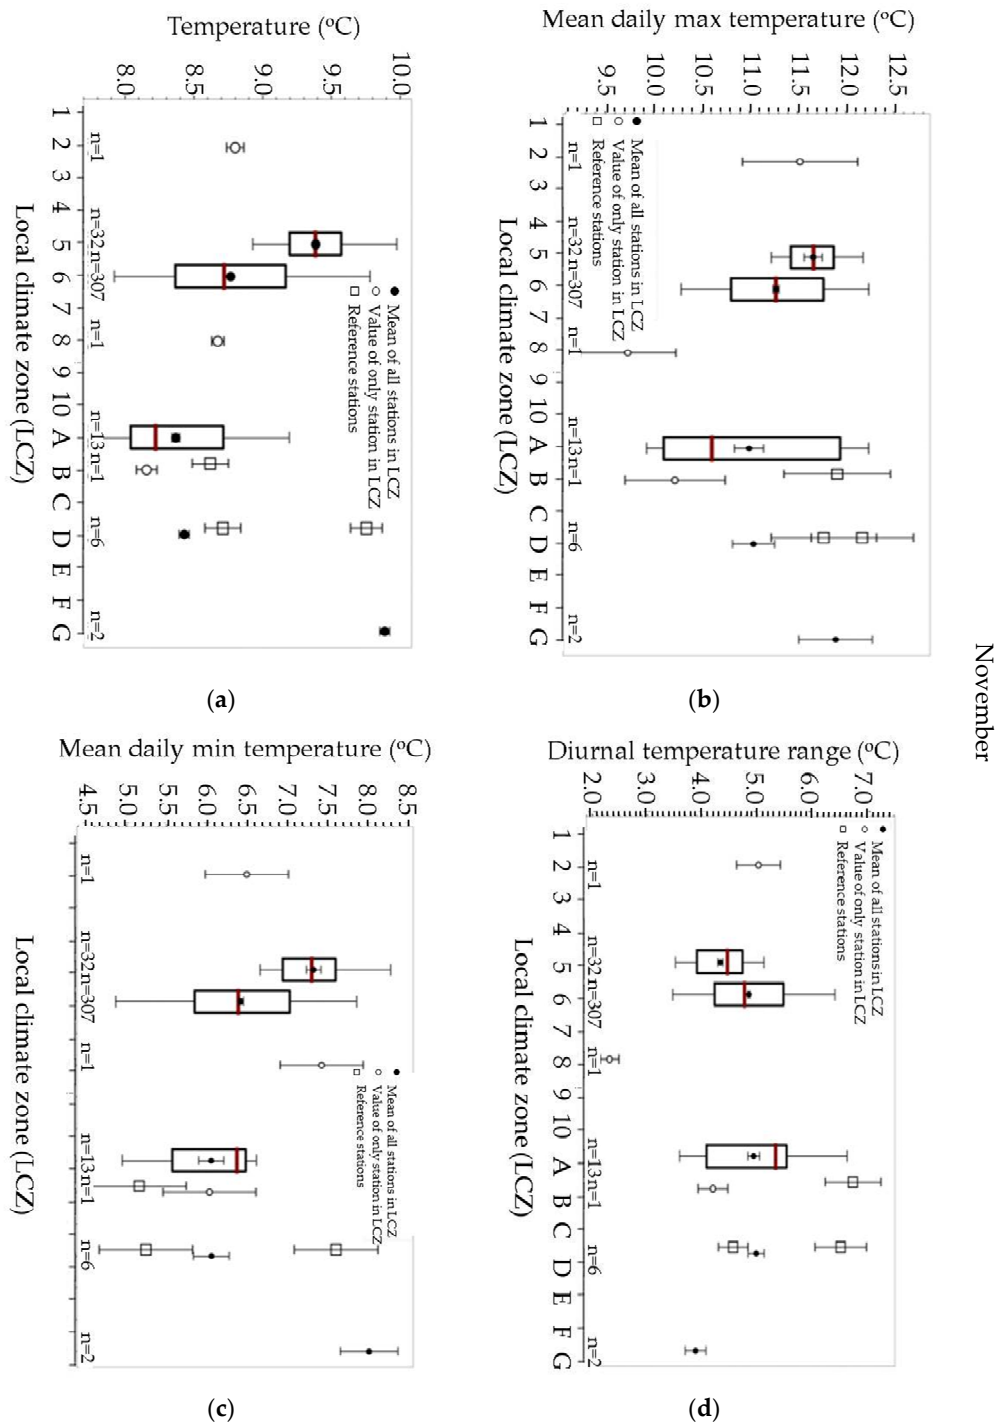 November
Temperature (°C)
8.0 8.5 9.0 9.5 10.0
Mean of all stations in LCZ
Value of only station in LCZ
Reference stations
n=1 n=32 n=307 n=1 n=13 n=1 n=6 n=2
1 2 3 4 5 6 7 8 9 10 A B C D E F G
Local climate zone (LCZ)
(a)
Mean daily max temperature (°C)
9.5 10.0 10.5 11.0 11.5 12.0 12.5
Mean of all stations in LCZ
Value of only station in LCZ
Reference stations
n=1 n=32 n=307 n=1 n=13 n=1 n=6 n=2
1 2 3 4 5 6 7 8 9 10 A B C D E F G
Local climate zone (LCZ)
(b)
Mean daily min temperature (°C)
4.5 5.0 5.5 6.0 6.5 7.0 7.5 8.0 8.5
Mean of all stations in LCZ
Value of only station in LCZ
Reference stations
n=1 n=32 n=307 n=1 n=13 n=1 n=6 n=2
Local climate zone (LCZ)
(c)
Diurnal temperature range (°C)
2.0 3.0 4.0 5.0 6.0 7.0
Mean of all stations in LCZ
Value of only station in LCZ
Reference stations
n=1 n=32 n=307 n=1 n=13 n=1 n=6 n=2
1 2 3 4 5 6 7 8 9 10 A B C D E F G
Local climate zone (LCZ)
(d)